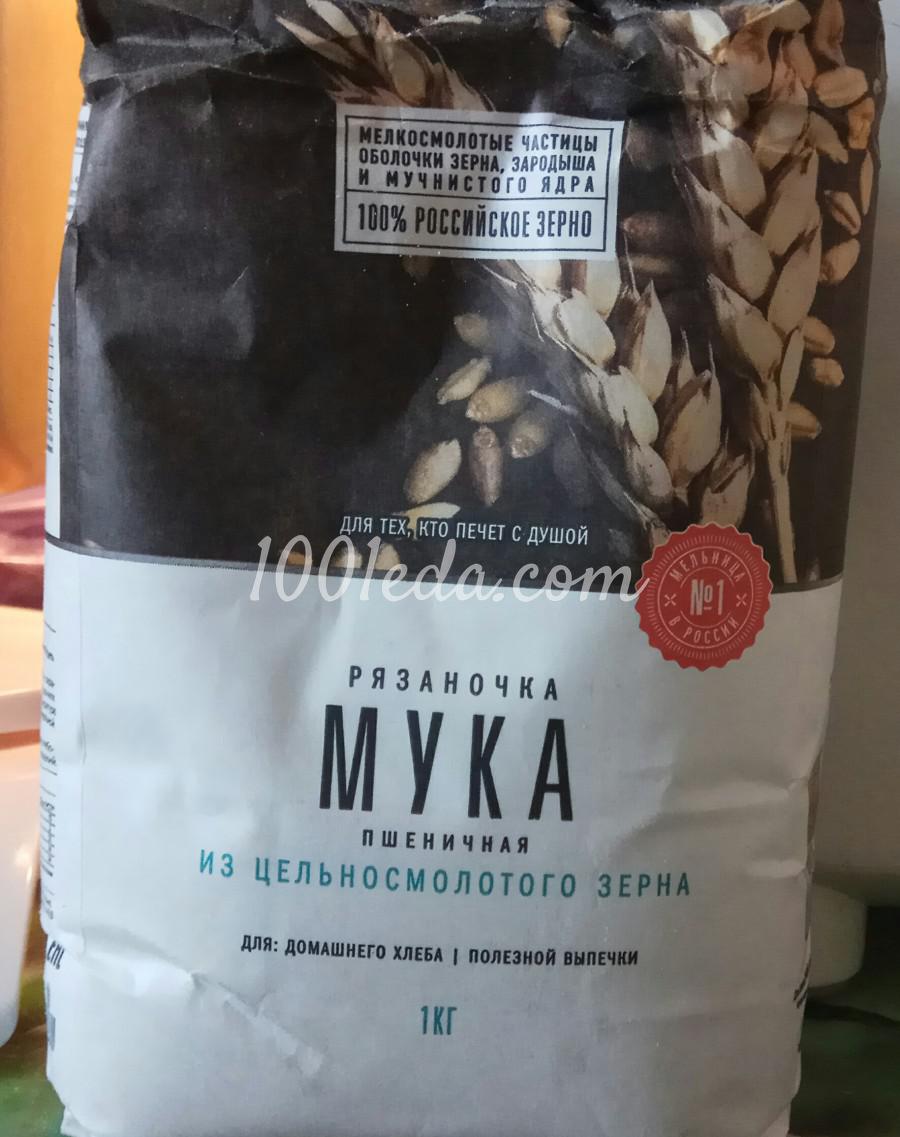 МЕЛКОСМОЛОТЫЕ ЧАСТИЦЫ
ОБОЛОЧКИ ЗЕРНА, ЗАРОДЫША
И МУЧНИСТОГО ЯДРА
100% РОССИЙСКОЕ ЗЕРНО
ДЛЯ ТЕХ, КТО ПЕЧЕТ С ДУШОЙ
1001eda.com
МЕЛЬНИЦА
№1
В РОССИИ
РЯЗАНОЧКА
МУКА
ПШЕНИЧНАЯ
ИЗ ЦЕЛЬНОСМОЛОТОГО ЗЕРНА
ДЛЯ: ДОМАШНЕГО ХЛЕБА | ПОЛЕЗНОЙ ВЫПЕЧКИ
1КГ